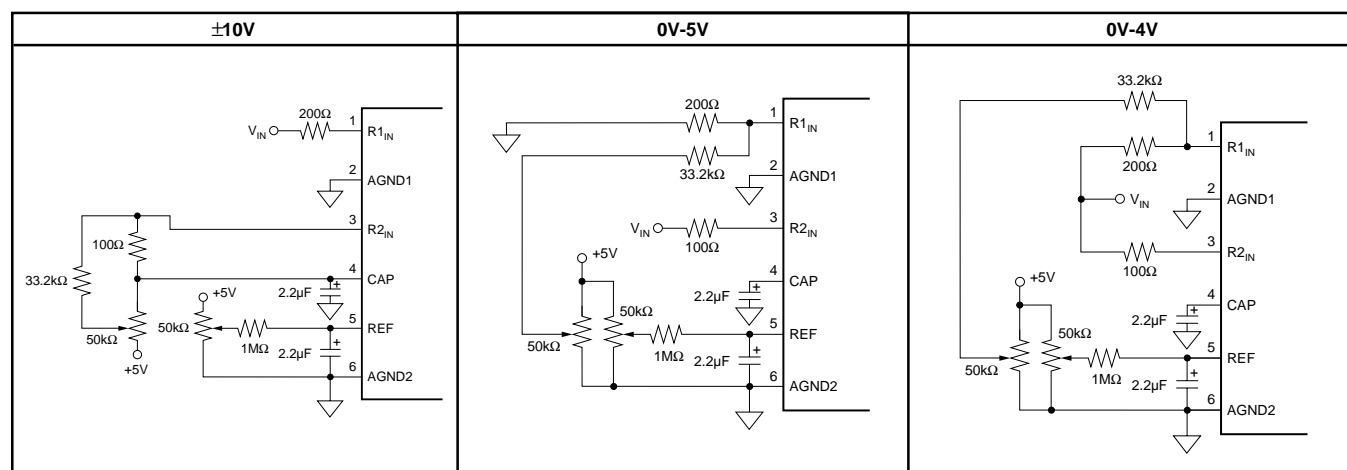 ±10V
200Ω
V_IN
1
R1_IN
2
AGND1
3
R2_IN
100Ω
33.2kΩ
4
CAP
+5V
2.2µF
50kΩ
5
REF
50kΩ
1MΩ
2.2µF
+5V
6
AGND2
0V-5V
200Ω
1
R1_IN
33.2kΩ
2
AGND1
V_IN
3
R2_IN
100Ω
+5V
4
CAP
2.2µF
50kΩ
5
REF
50kΩ
1MΩ
2.2µF
6
AGND2
0V-4V
33.2kΩ
1
R1_IN
200Ω
2
AGND1
V_IN
3
R2_IN
100Ω
+5V
4
CAP
2.2µF
50kΩ
5
REF
50kΩ
1MΩ
2.2µF
6
AGND2